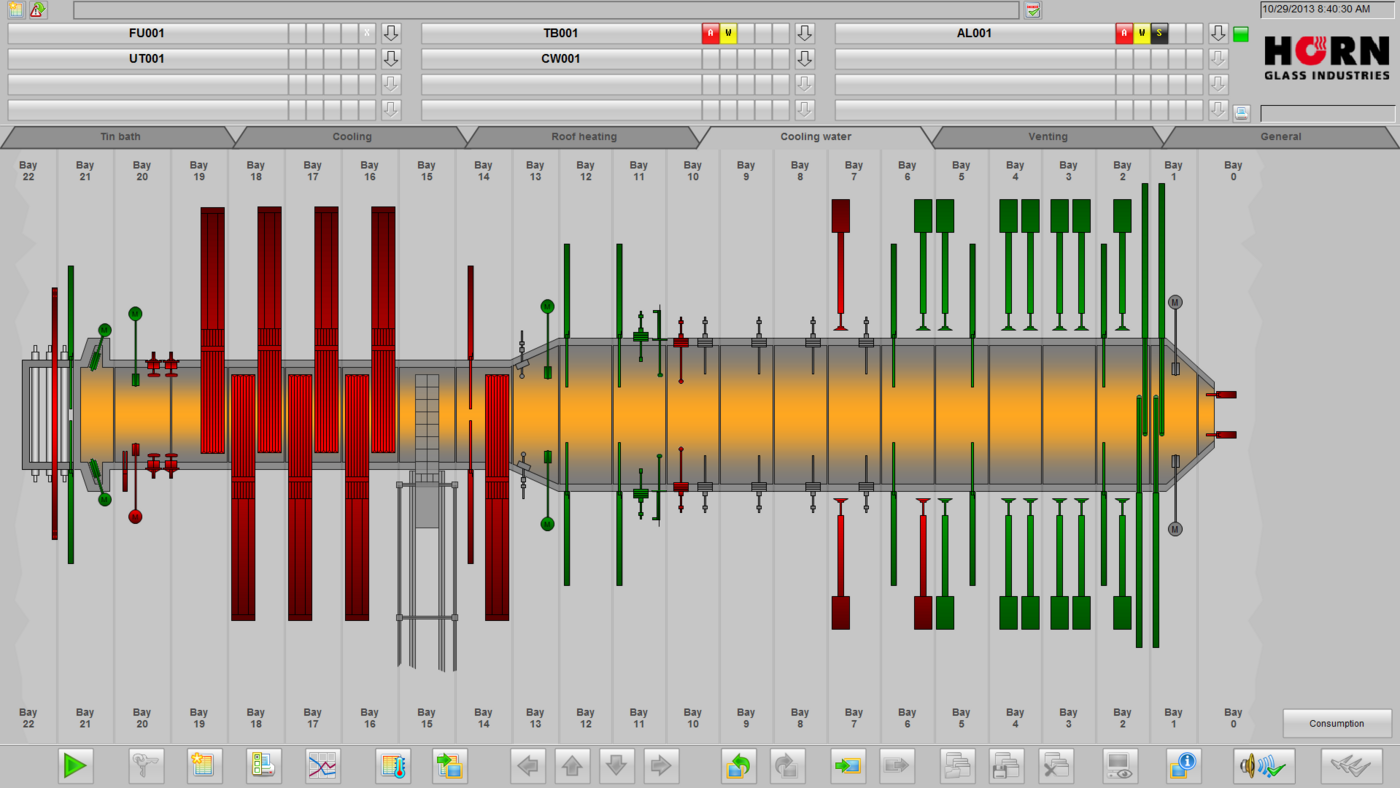 10/29/2013 8:40:30 AM
FU001 X TB001 A W AL001 A W S
UT001 CW001
HORN
GLASS INDUSTRIES
Tin bath Cooling Roof heating Cooling water Venting General
Bay Bay Bay Bay Bay Bay Bay Bay Bay Bay Bay Bay Bay Bay Bay Bay Bay Bay Bay Bay Bay Bay Bay
22 21 20 19 18 17 16 15 14 13 12 11 10 9 8 7 6 5 4 3 2 1 0
M M M M
M M M M
Bay Bay Bay Bay Bay Bay Bay Bay Bay Bay Bay Bay Bay Bay Bay Bay Bay Bay Bay Bay Bay Bay Bay
22 21 20 19 18 17 16 15 14 13 12 11 10 9 8 7 6 5 4 3 2 1 0
Consumption